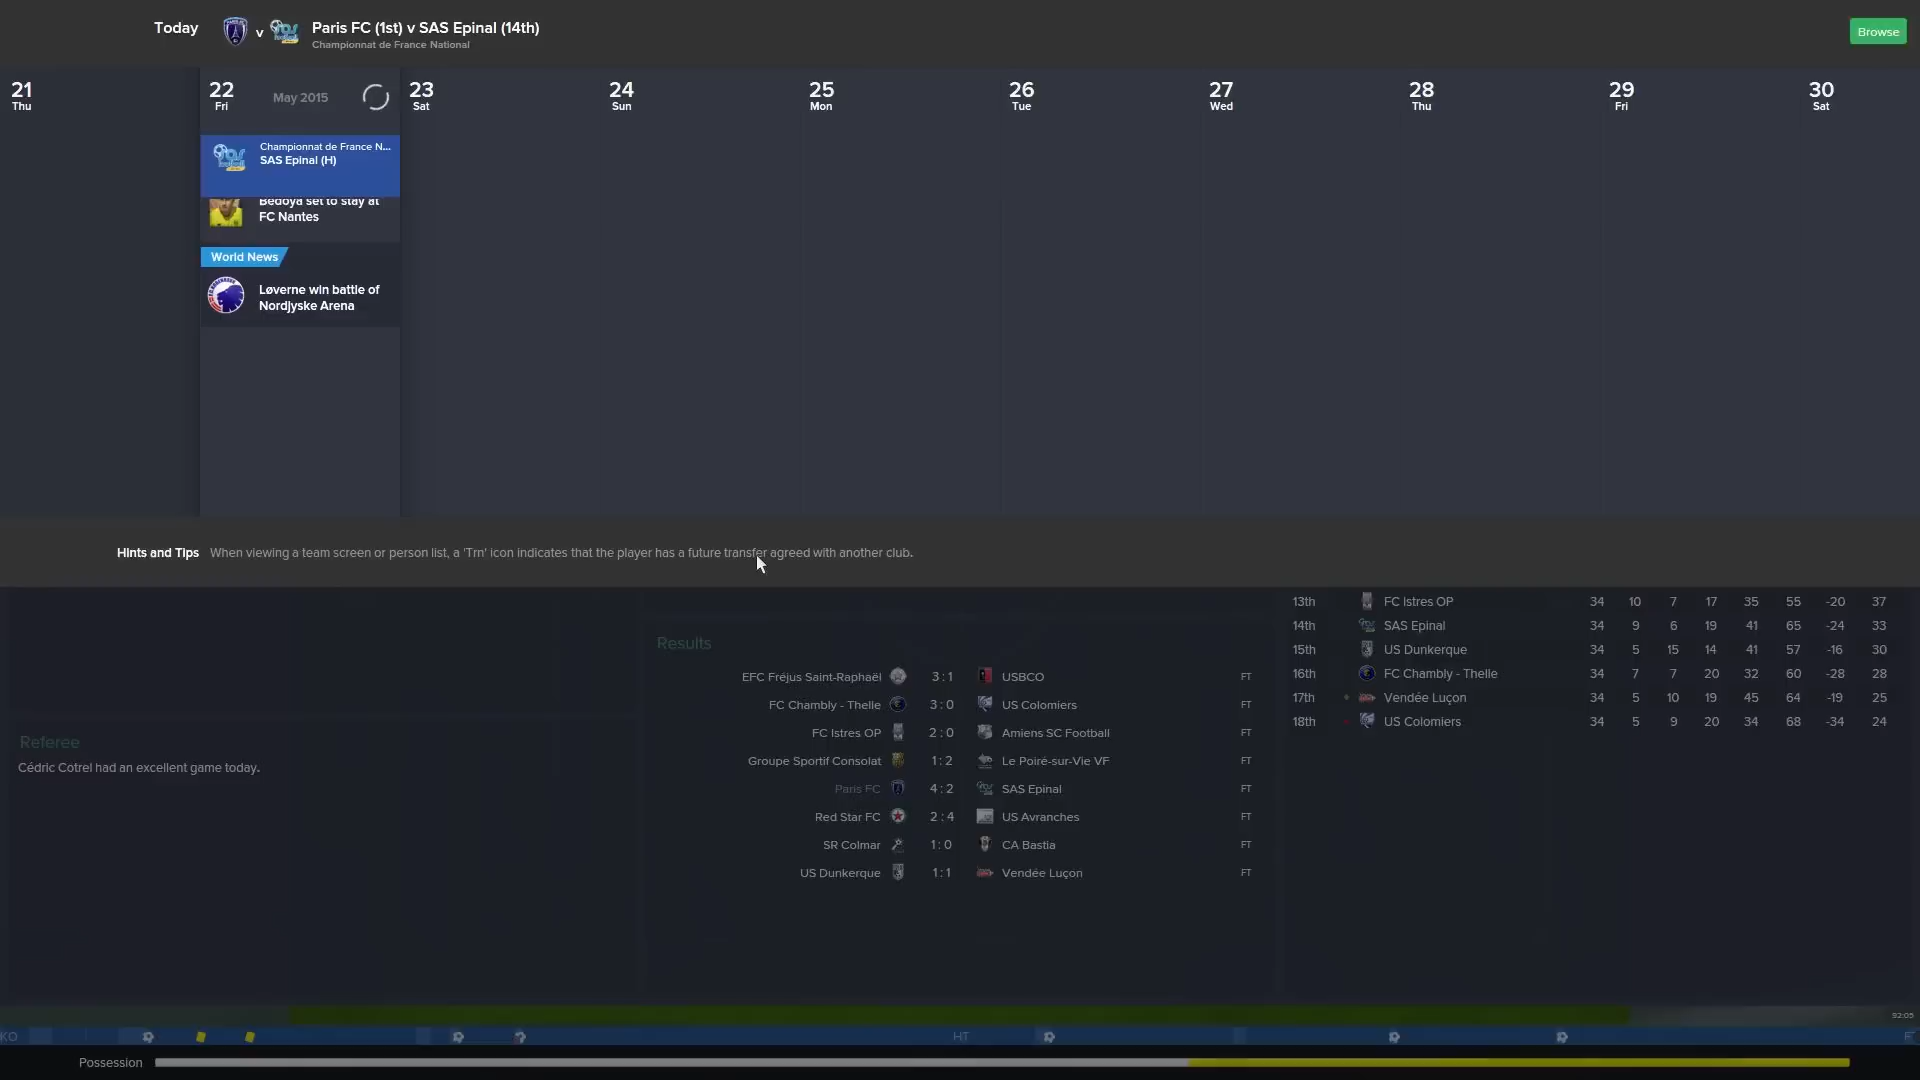 Today
v
Paris FC (1st) v SAS Epinal (14th)
Championnat de France National
Browse
21 Thu
22 Fri
May 2015
23 Sat
24 Sun
25 Mon
26 Tue
27 Wed
28 Thu
29 Fri
30 Sat
Championnat de France N...
SAS Epinal (H)
Bedoya set to stay at
FC Nantes
World News
Løverne win battle of
Nordjyske Arena
Hints and Tips When viewing a team screen or person list, a 'Trn' icon indicates that the player has a future transfer agreed with another club.
13th FC Istres OP 34 10 7 17 35 55 -20 37
14th SAS Epinal 34 9 6 19 41 65 -24 33
15th US Dunkerque 34 5 15 14 41 57 -16 30
16th FC Chambly - Thelle 34 7 7 20 32 60 -28 28
17th Vendée Luçon 34 5 10 19 45 64 -19 25
18th US Colomiers 34 5 9 20 34 68 -34 24
Results
EFC Fréjus Saint-Raphaël 3 : 1 USBCO FT
FC Chambly - Thelle 3 : 0 US Colomiers FT
FC Istres OP 2 : 0 Amiens SC Football FT
Groupe Sportif Consolat 1 : 2 Le Poiré-sur-Vie VF FT
Paris FC 4 : 2 SAS Epinal FT
Red Star FC 2 : 4 US Avranches FT
SR Colmar 1 : 0 CA Bastia FT
US Dunkerque 1 : 1 Vendée Luçon FT
Referee
Cédric Cotrel had an excellent game today.
92:05
KO
HT
Possession